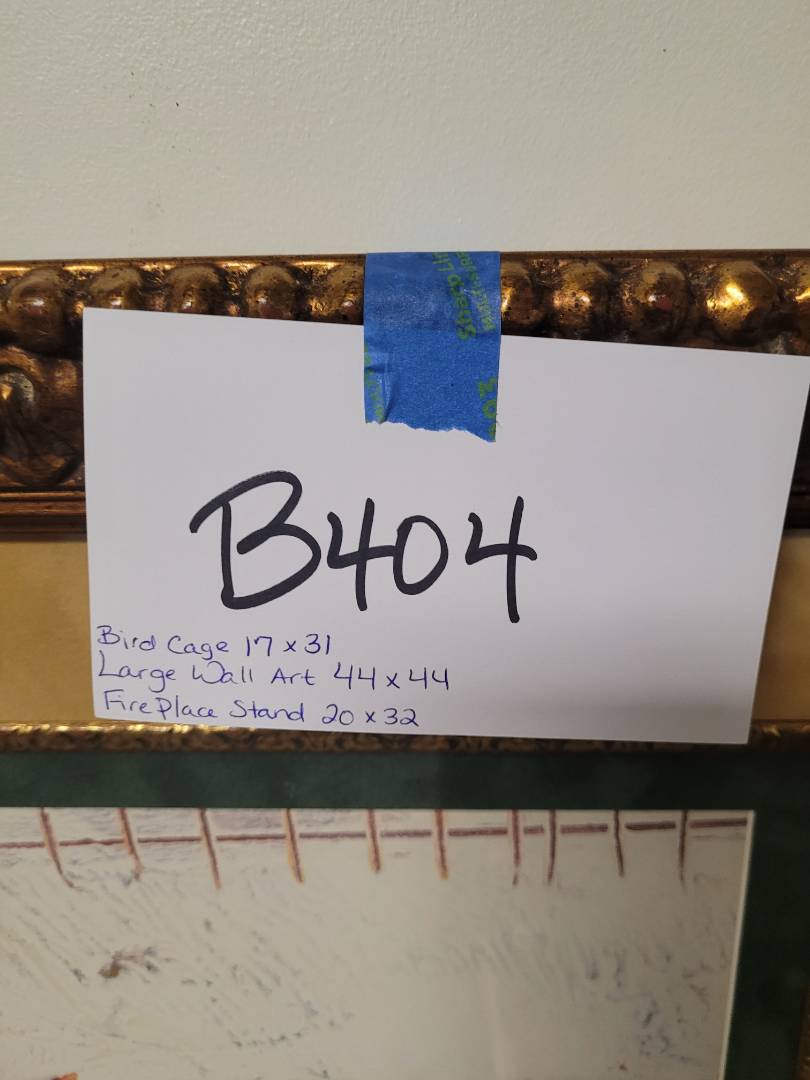 B404
Bird Cage 17 x 31
Large Wall Art 44 x 44
FirePlace Stand 20 x 32